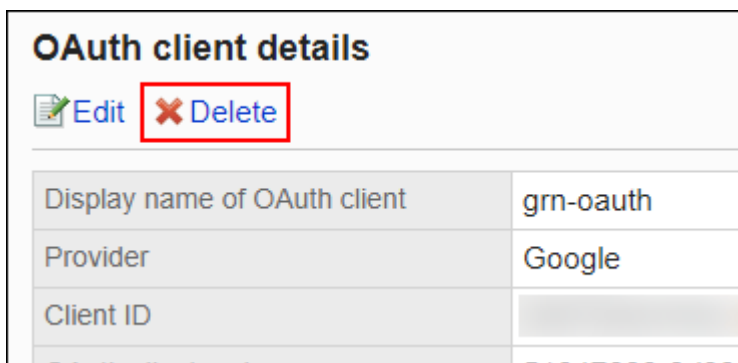 OAuth client details
Edit Delete
Display name of OAuth client grn-oauth
Provider Google
Client ID